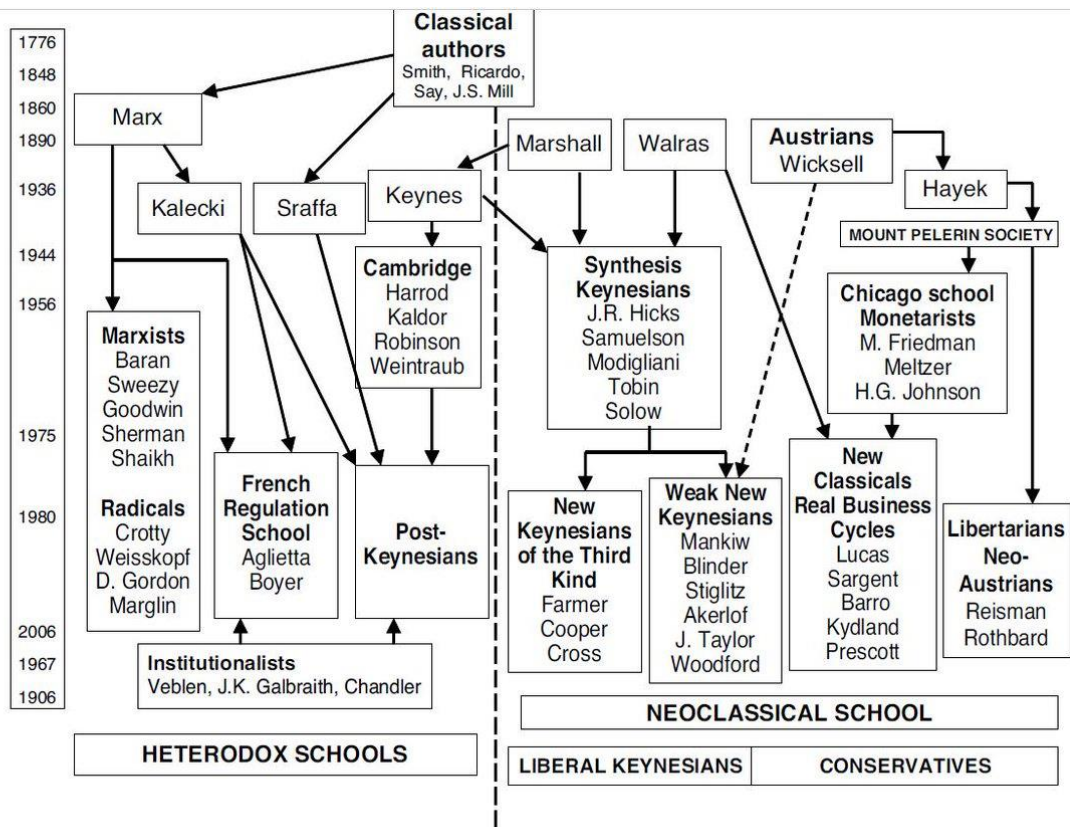 1776
1848
1860
1890
1936
1944
1956
1975
1980
2006
1967
1906
Classical
authors
Smith, Ricardo,
Say, J.S. Mill
Marx
Marshall
Walras
Austrians
Wicksell
Kalecki
Sraffa
Keynes
Hayek
MOUNT PELERIN SOCIETY
Cambridge
Harrod
Kaldor
Robinson
Weintraub
Synthesis
Keynesians
J.R. Hicks
Samuelson
Modigliani
Tobin
Solow
Chicago school
Monetarists
M. Friedman
Meltzer
H.G. Johnson
Marxists
Baran
Sweezy
Goodwin
Sherman
Shaikh
Radicals
Crotty
Weisskopf
D. Gordon
Marglin
French
Regulation
School
Aglietta
Boyer
Post-
Keynesians
New
Keynesians
of the Third
Kind
Farmer
Cooper
Cross
Weak New
Keynesians
Mankiw
Blinder
Stiglitz
Akerlof
J. Taylor
Woodford
New
Classicals
Real Business
Cycles
Lucas
Sargent
Barro
Kydland
Prescott
Libertarians
Neo-
Austrians
Reisman
Rothbard
Institutionalists
Veblen, J.K. Galbraith, Chandler
HETERODOX SCHOOLS
NEOCLASSICAL SCHOOL
LIBERAL KEYNESIANS
CONSERVATIVES